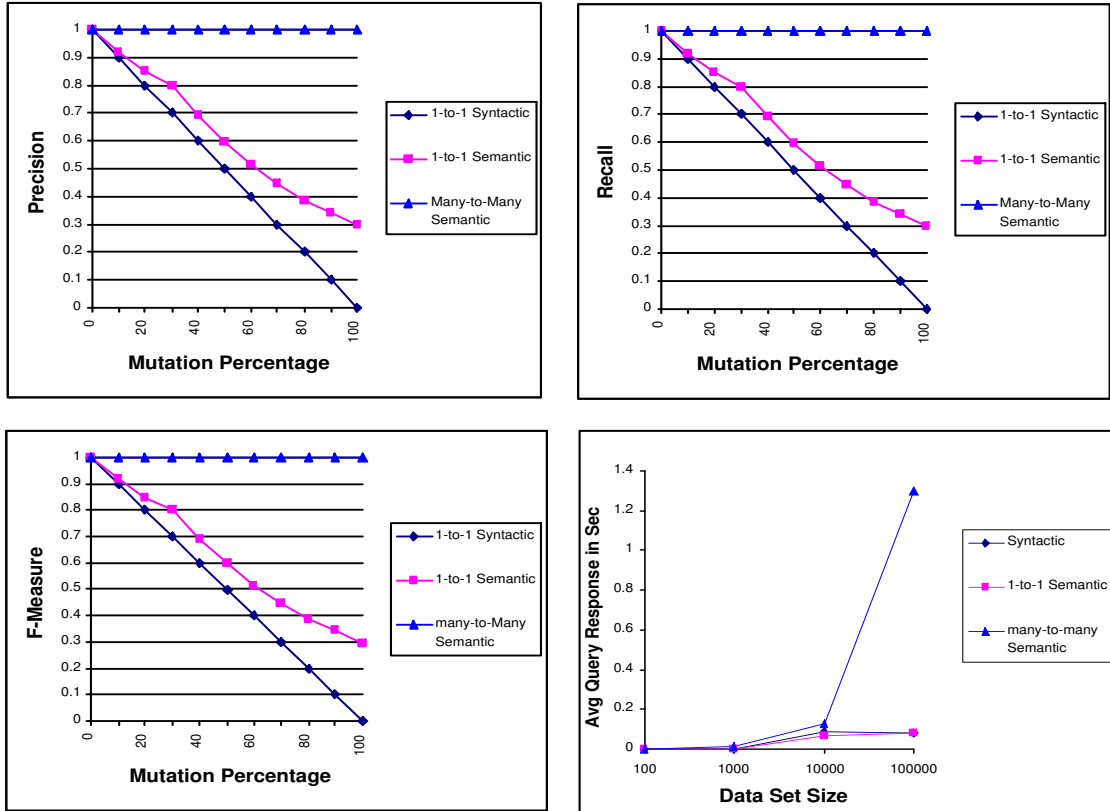 1
0.9
0.8
0.7
0.6
0.5
0.4
0.3
0.2
0.1
0
Precision
0
20
40
60
80
100
Mutation Percentage
1-to-1 Syntactic
1-to-1 Semantic
Many-to-Many
Semantic
1
0.9
0.8
0.7
0.6
0.5
0.4
0.3
0.2
0.1
0
Recall
0
20
40
60
80
100
Mutation Percentage
1-to-1 Syntactic
1-to-1 Semantic
Many-to-Many
Semantic
1
0.9
0.8
0.7
0.6
0.5
0.4
0.3
0.2
0.1
0
F-Measure
0
20
40
60
80
100
Mutation Percentage
1-to-1 Syntactic
1-to-1 Semantic
many-to-Many
Semantic
1.4
1.2
1
0.8
0.6
0.4
0.2
0
Avg Query Response in Sec
100
1000
10000
100000
Data Set Size
Syntactic
1-to-1 Semantic
many-to-many
Semantic